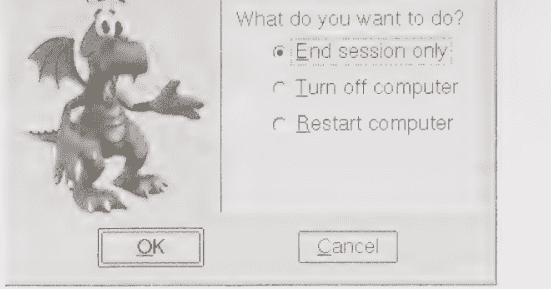 What do you want to do?
End session only
Turn off computer
Restart computer
OK
Cancel